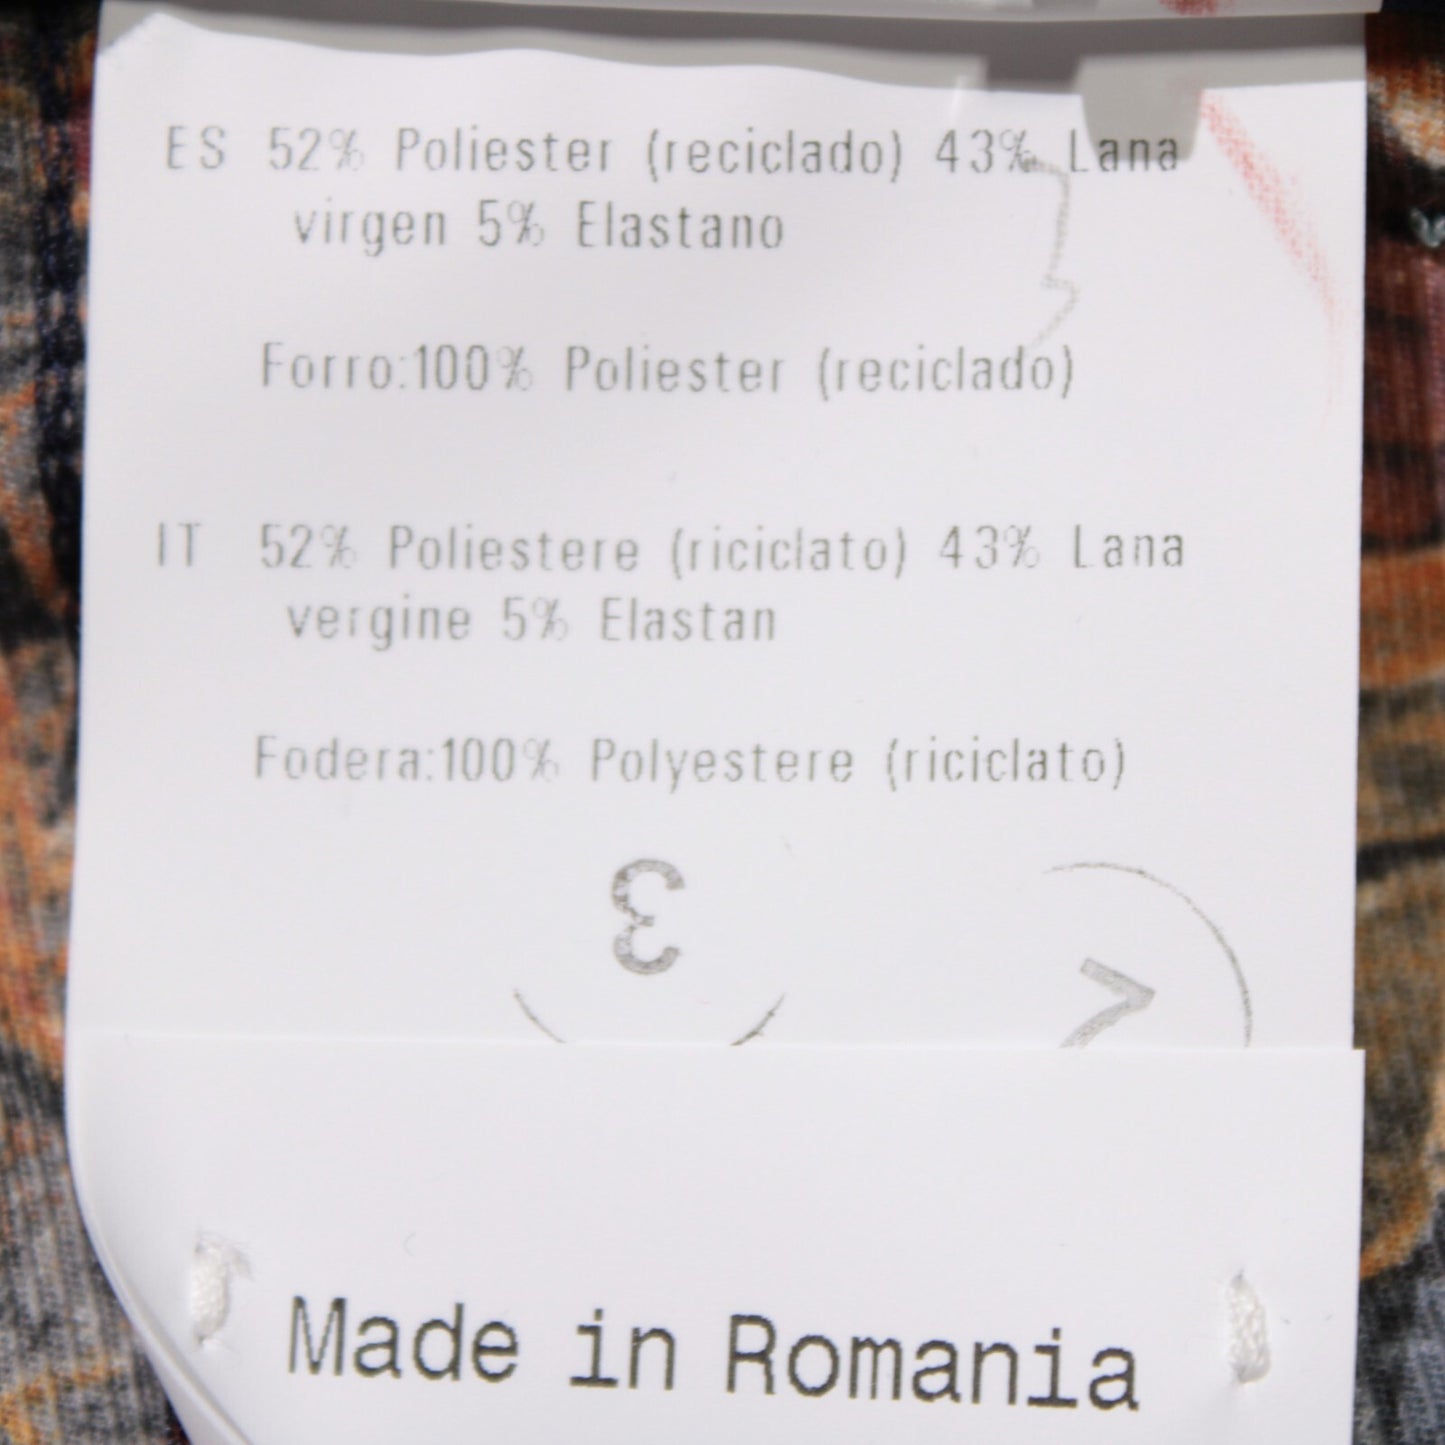 ES 52% Poliester (reciclado) 43% Lana
virgen 5% Elastano
Forro:100% Poliester (reciclado)
IT 52% Poliestere (riciclato) 43% Lana
vergine 5% Elastan
Fodera:100% Polyestere (riciclato)
3
Made in Romania